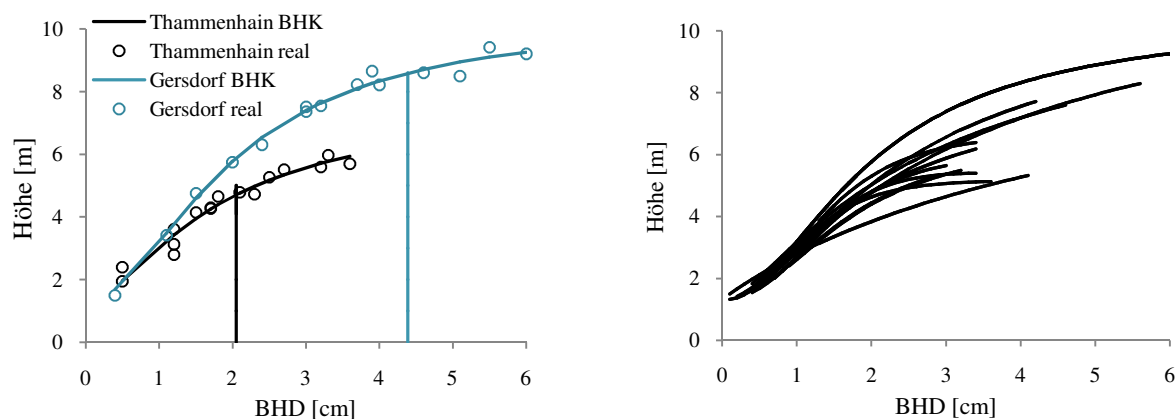 Thammenhain BHK
Thammenhain real
Gersdorf BHK
Gersdorf real
10
8
6
4
2
0
Höhe [m]
0 1 2 3 4 5 6
BHD [cm]
10
8
6
4
2
0
Höhe [m]
0 1 2 3 4 5 6
BHD [cm]